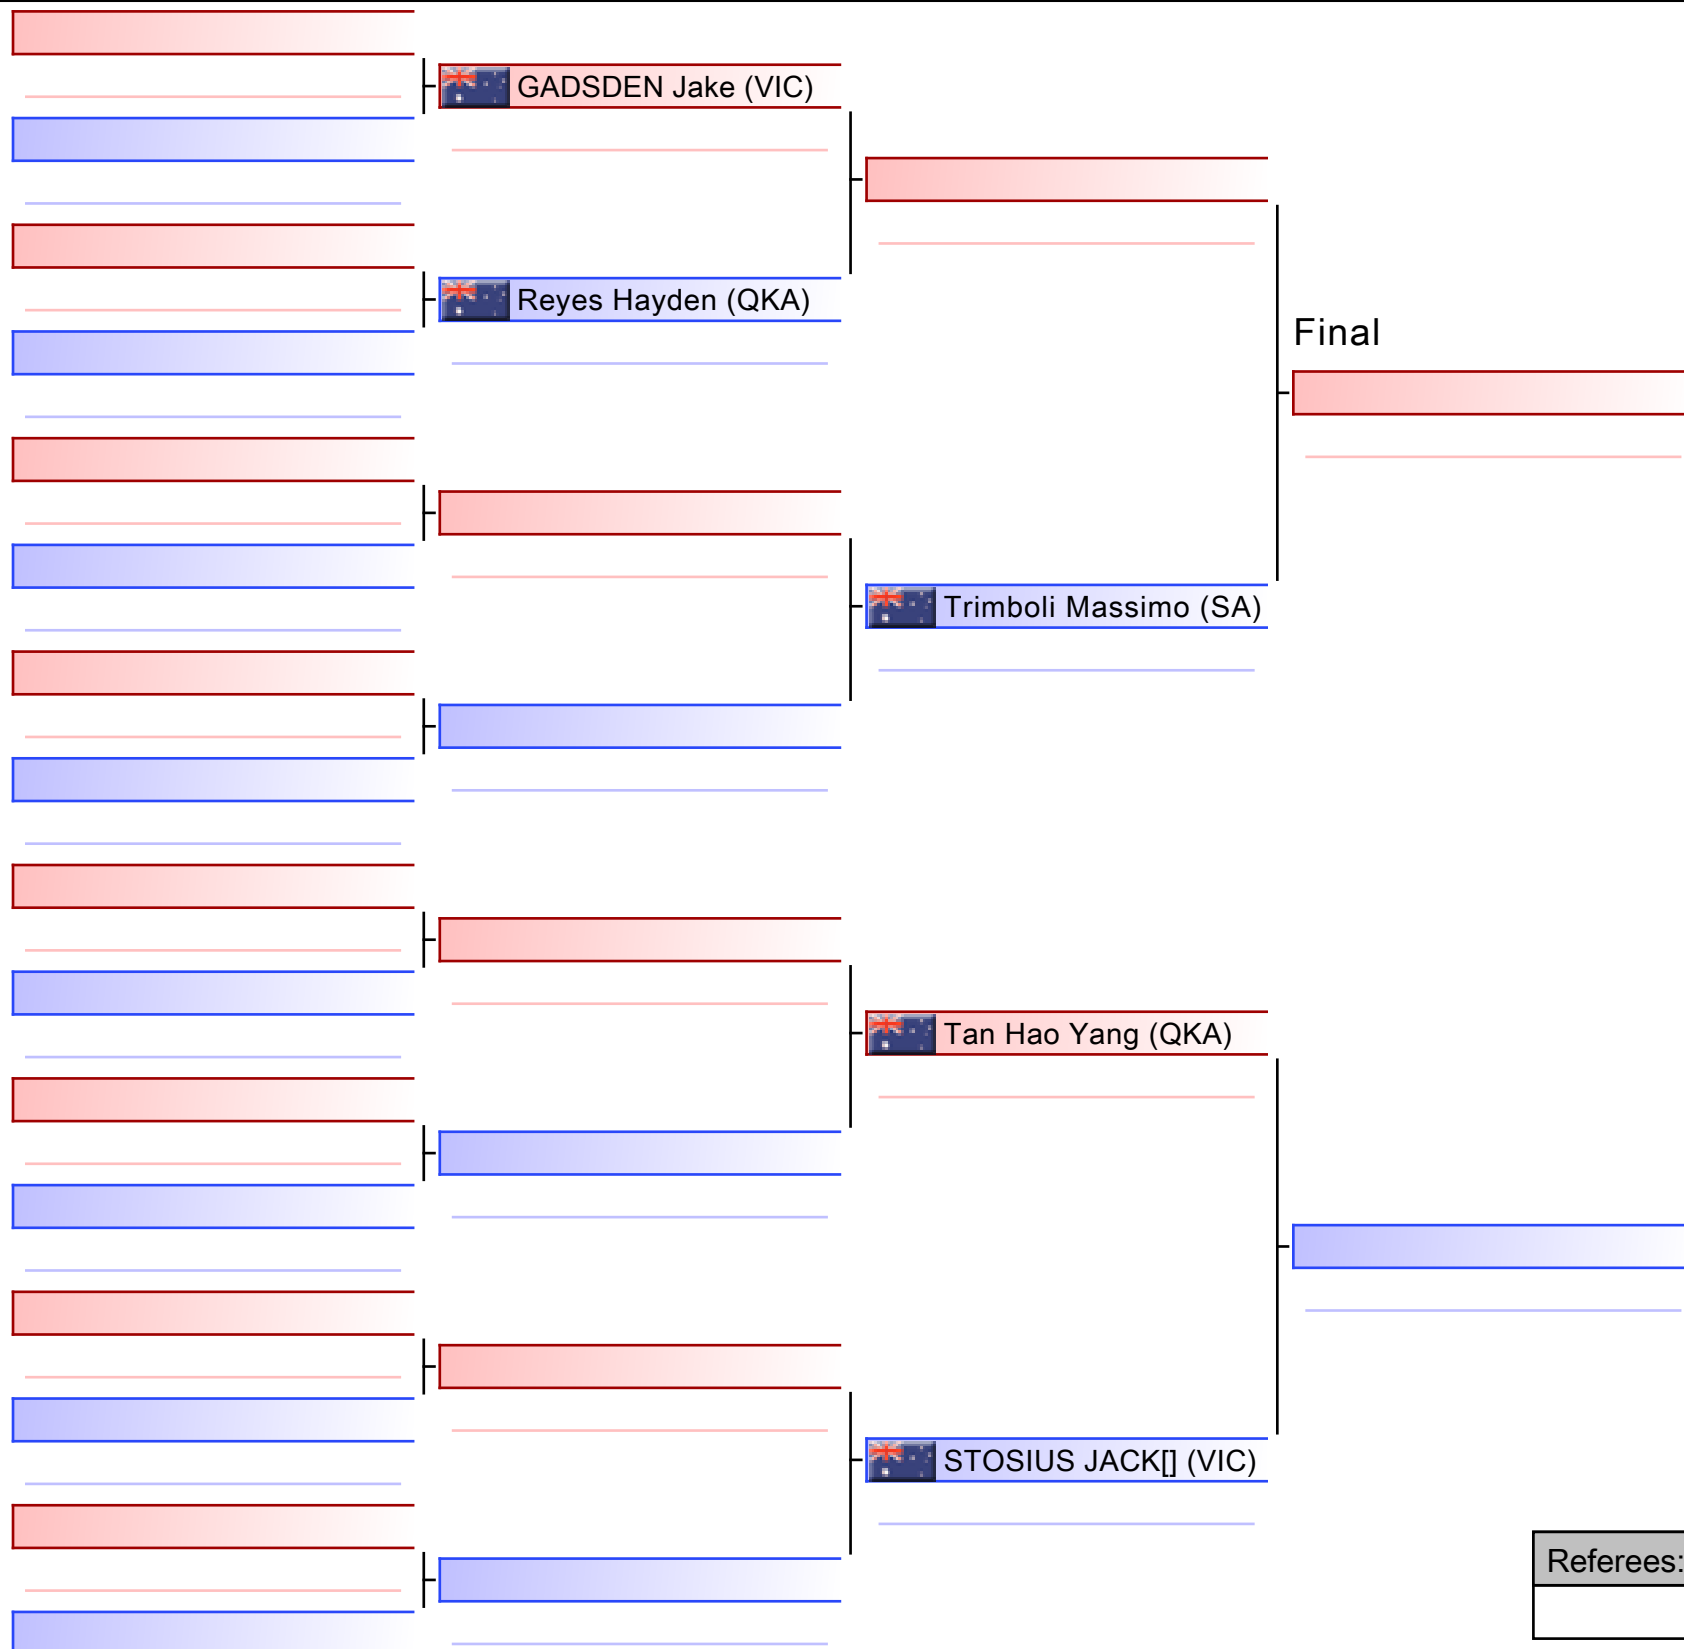 GADSDEN Jake (VIC)
Reyes Hayden (QKA)
Final
Trimboli Massimo (SA)
Tan Hao Yang (QKA)
STOSIUS JACK[] (VIC)
Referees: